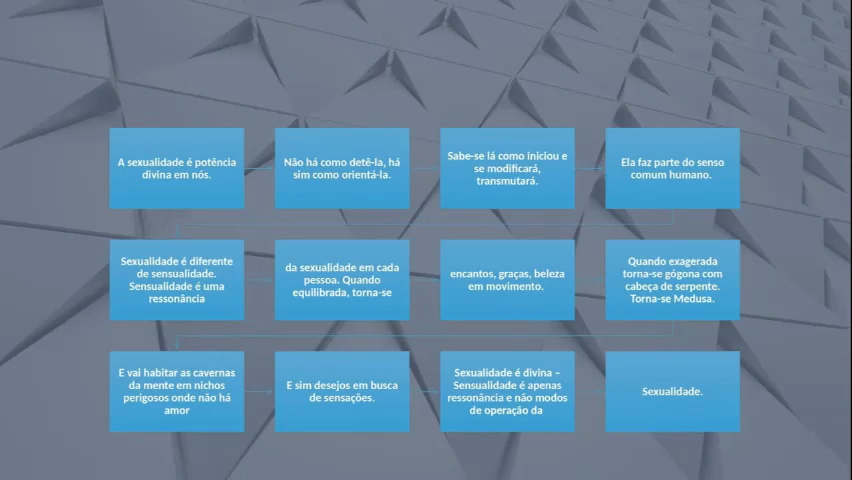 A sexualidade é potência
divina em nós.
Não há como detê-la, há
sim como orientá-la.
Sabe-se lá como iniciou e
se modificará,
transmutará.
Ela faz parte do senso
comum humano.
Sexualidade é diferente
de sensualidade.
Sensualidade é uma
ressonância
da sexualidade em cada
pessoa. Quando
equilibrada, torna-se
encantos, graças, beleza
em movimento.
Quando exagerada
torna-se gógona com
cabeça de serpente.
Torna-se Medusa.
E vai habitar as cavernas
da mente em nichos
perigosos onde não há
amor
E sim desejos em busca
de sensações.
Sexualidade é divina –
Sensualidade é apenas
ressonância e não modos
de operação da
Sexualidade.